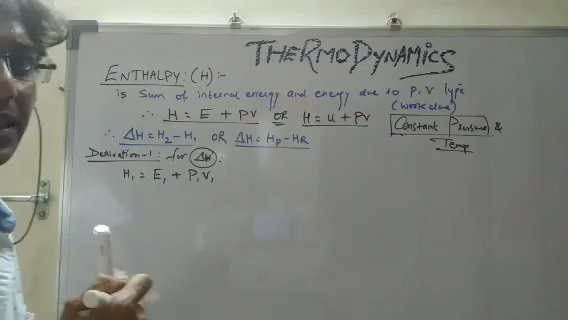 THERMODYNAMICS
ENTHALPY: (H) :-
is Sum of internal energy and energy due to P, V type
(work due)
∴ H = E + PV OR H = u + PV
Constant Pressure &
Temp
∴ ΔH = H₂ - H₁ OR ΔH = Hp - HR
Derivation-1: for ΔH :
H₁ = E₁ + P₁V₁